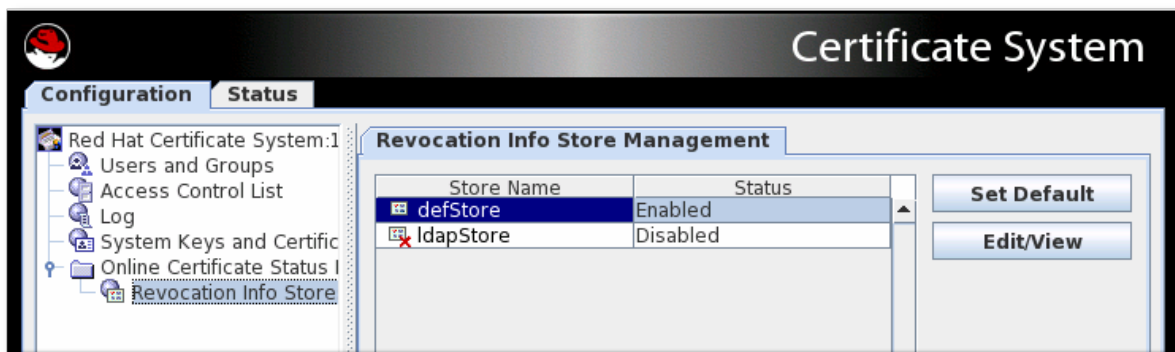 Certificate System
Configuration Status
Red Hat Certificate System:1
Users and Groups
Access Control List
Log
System Keys and Certific
Online Certificate Status
Revocation Info Store
Revocation Info Store Management
Store Name Status
defStore Enabled
ldapStore Disabled
Set Default
Edit/View